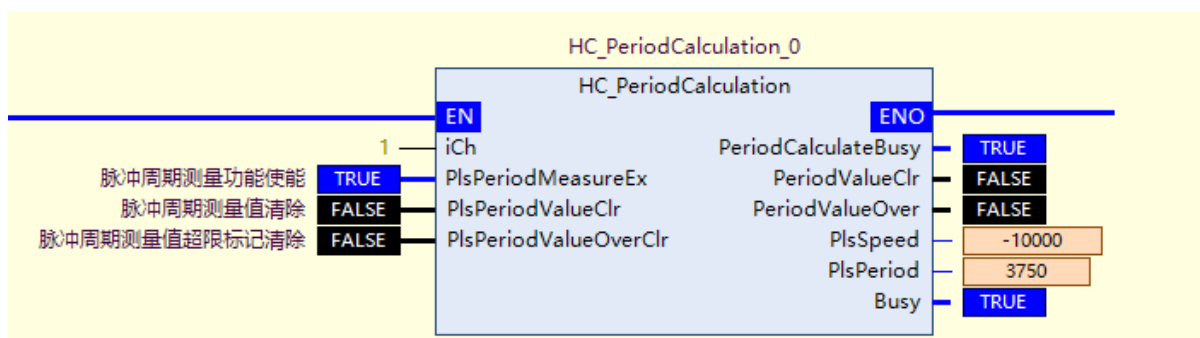 HC_PeriodCalculation_0
HC_PeriodCalculation
EN ENO
1 iCh PeriodCalculateBusy TRUE
脉冲周期测量功能使能 TRUE PlsPeriodMeasureEx PeriodValueClr FALSE
脉冲周期测量值清除 FALSE PlsPeriodValueClr PeriodValueOver FALSE
脉冲周期测量值超限标记清除 FALSE PlsPeriodValueOverClr PlsSpeed -10000
PlsPeriod 3750
Busy TRUE